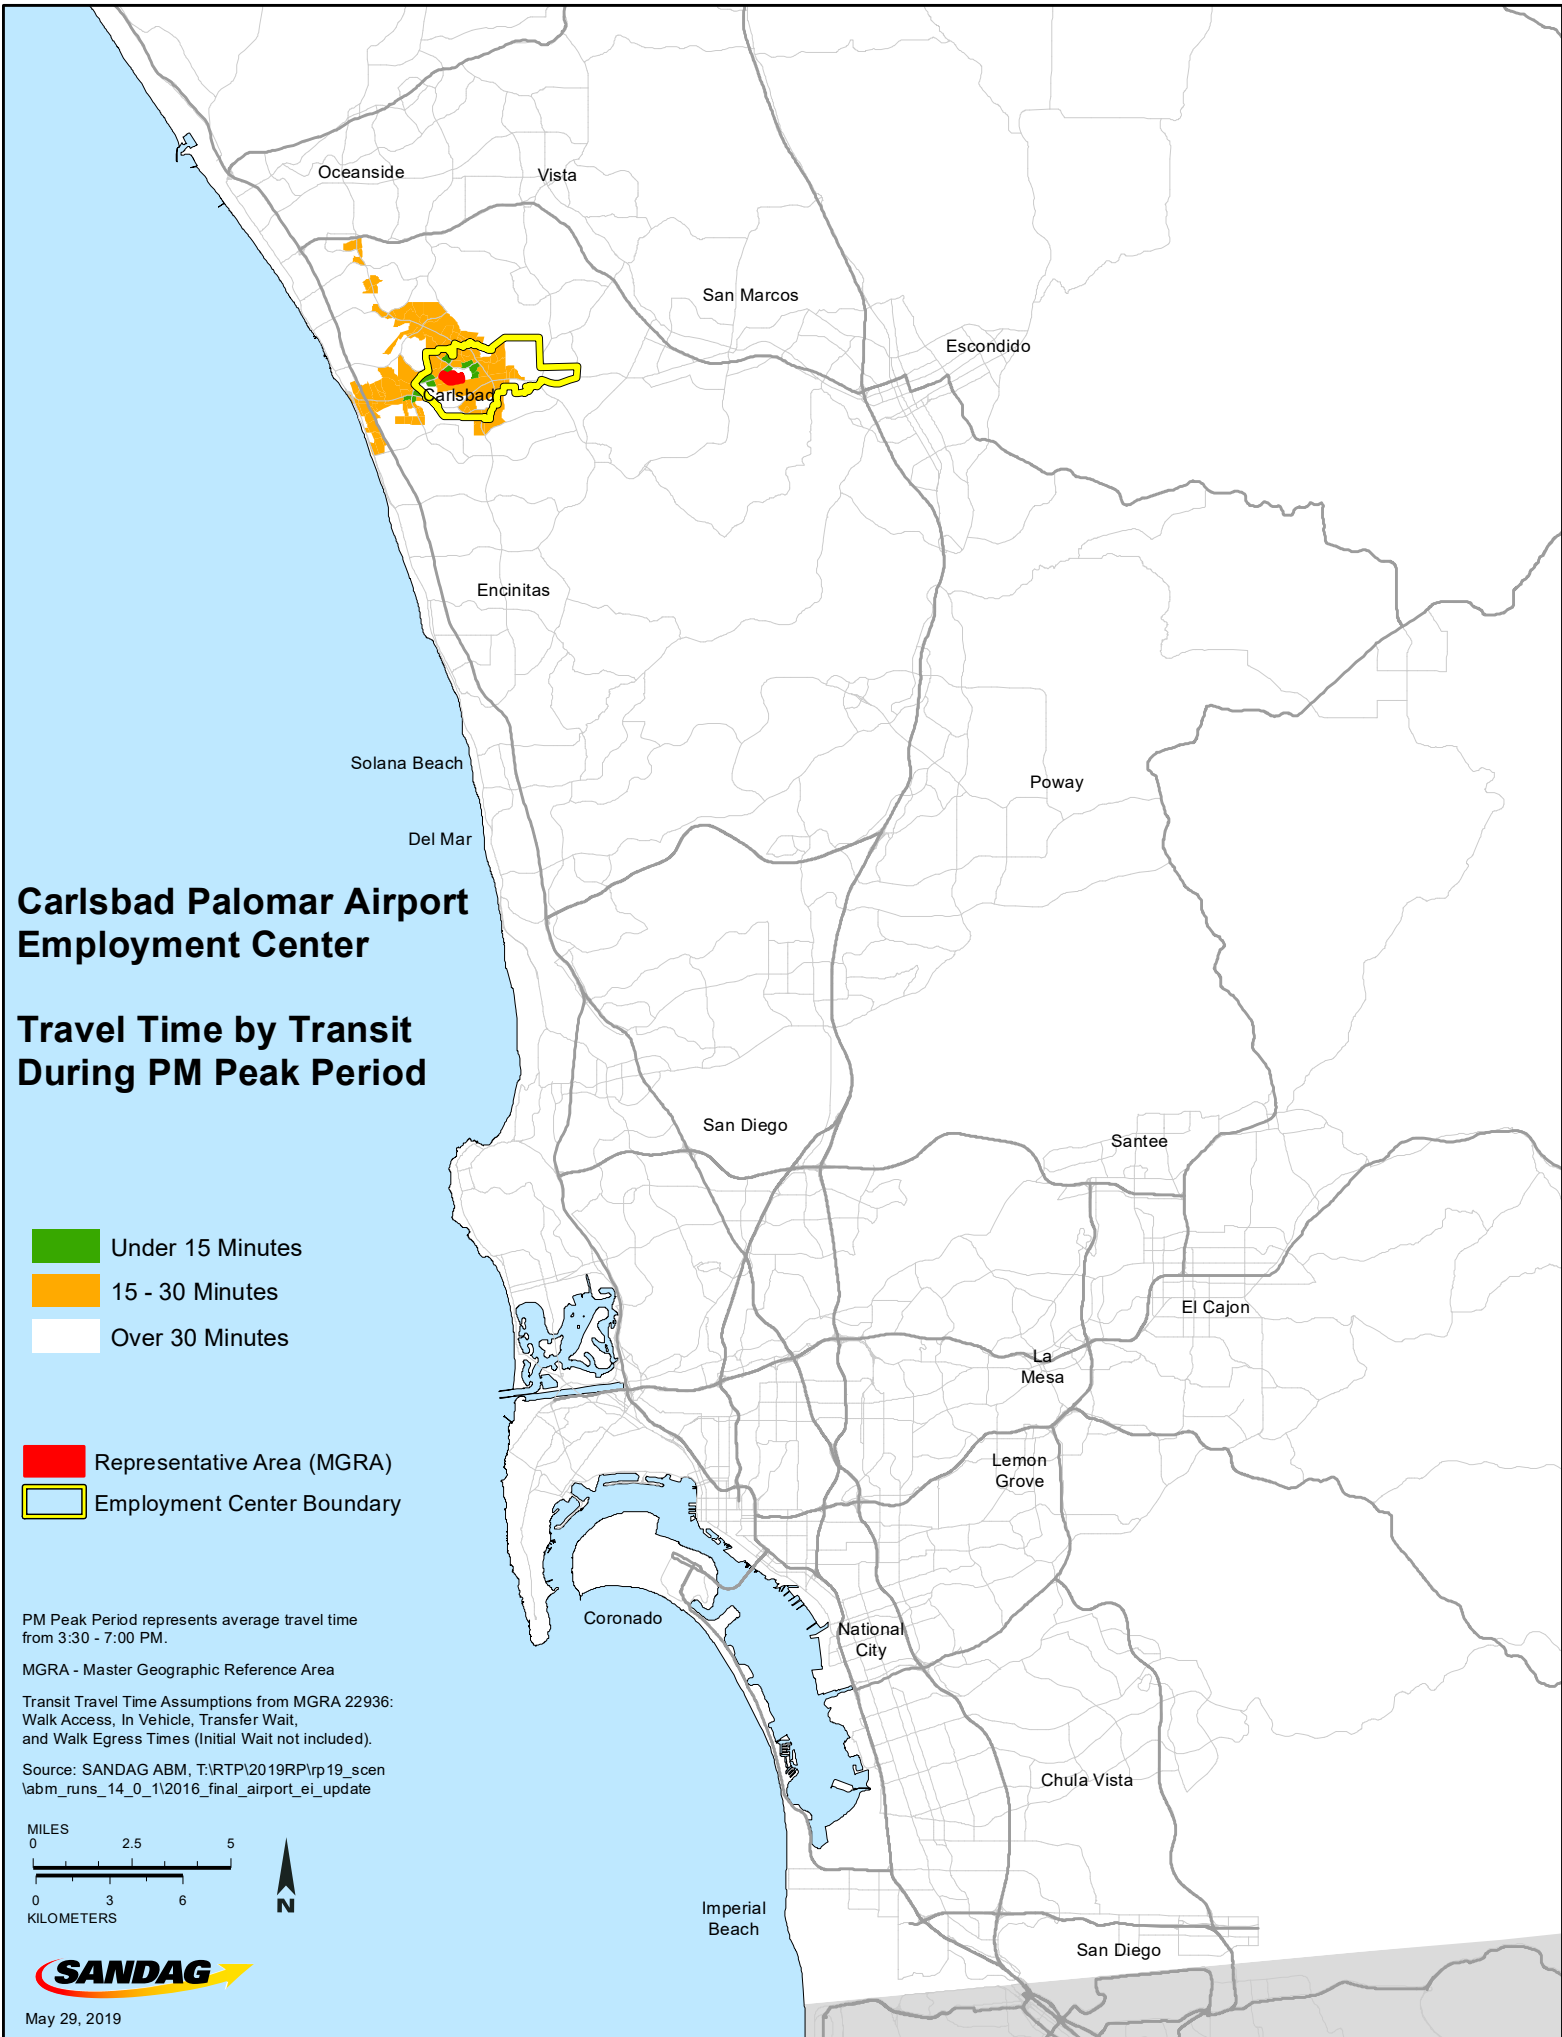 Oceanside
Vista
San Marcos
Escondido
Carlsbad
Encinitas
Solana Beach
Poway
Del Mar
Carlsbad Palomar Airport
Employment Center
Travel Time by Transit
During PM Peak Period
San Diego
Santee
Under 15 Minutes
15 - 30 Minutes
Over 30 Minutes
El Cajon
La
Mesa
Representative Area (MGRA)
Employment Center Boundary
Lemon
Grove
Coronado
National
City
PM Peak Period represents average travel time
from 3:30 - 7:00 PM.
MGRA - Master Geographic Reference Area
Transit Travel Time Assumptions from MGRA 22936:
Walk Access, In Vehicle, Transfer Wait,
and Walk Egress Times (Initial Wait not included).
Source: SANDAG ABM, T:\RTP\2019RP\rp19_scen
\abm_runs_14_0_1\2016_final_airport_ei_update
Chula Vista
MILES
0 2.5 5
0 3 6
KILOMETERS
N
Imperial
Beach
San Diego
SANDAG
May 29, 2019